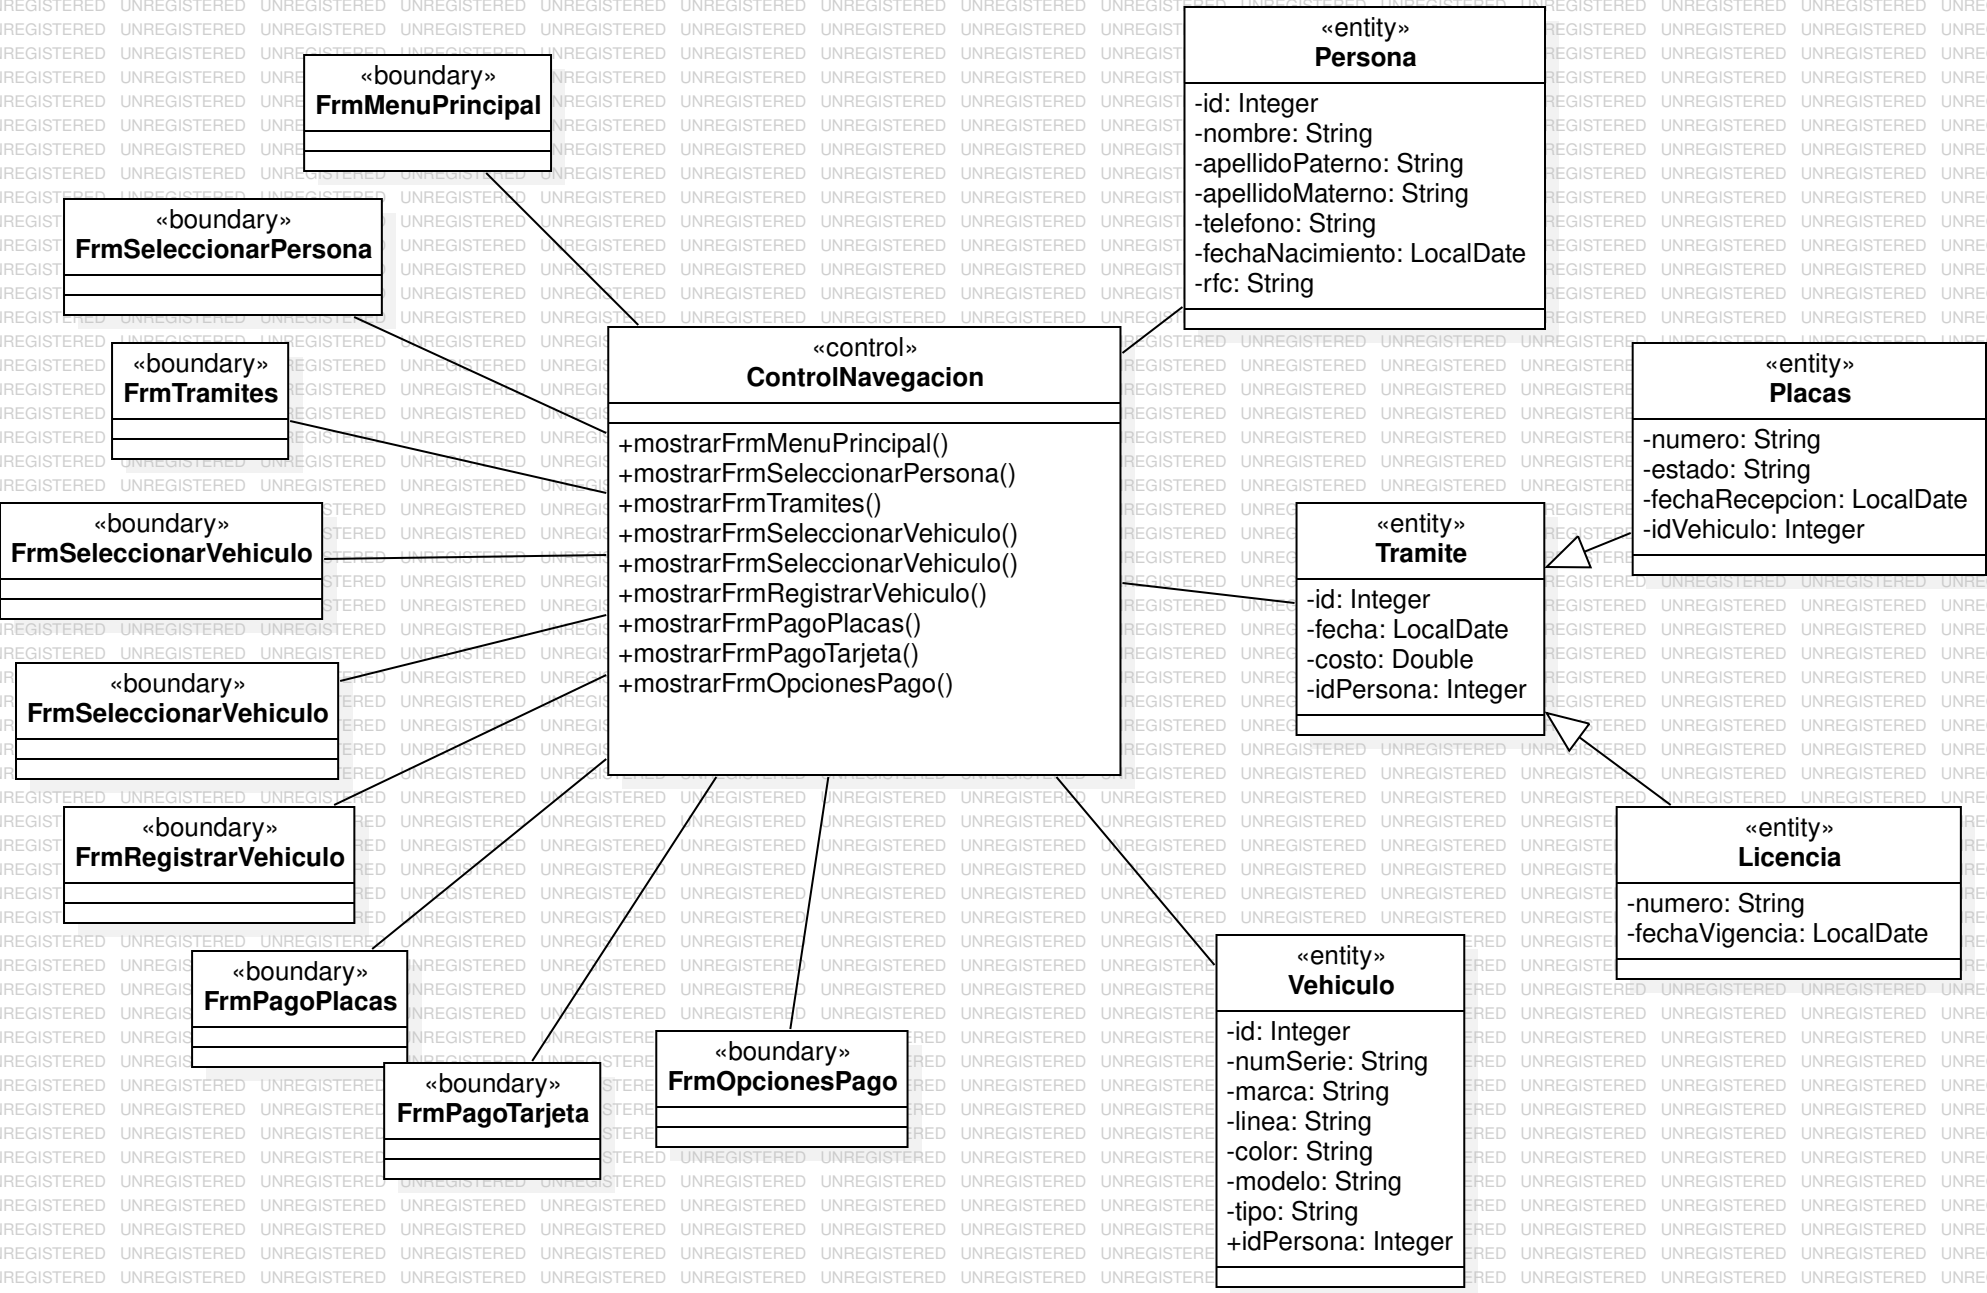 «boundary»
FrmMenuPrincipal
«boundary»
FrmSeleccionarPersona
«boundary»
FrmTramites
«boundary»
FrmSeleccionarVehiculo
«boundary»
FrmSeleccionarVehiculo
«boundary»
FrmRegistrarVehiculo
«boundary»
FrmPagoPlacas
«boundary»
FrmPagoTarjeta
«boundary»
FrmOpcionesPago
«control»
ControlNavegacion
+mostrarFrmMenuPrincipal()
+mostrarFrmSeleccionarPersona()
+mostrarFrmTramites()
+mostrarFrmSeleccionarVehiculo()
+mostrarFrmSeleccionarVehiculo()
+mostrarFrmRegistrarVehiculo()
+mostrarFrmPagoPlacas()
+mostrarFrmPagoTarjeta()
+mostrarFrmOpcionesPago()
«entity»
Persona
-id: Integer
-nombre: String
-apellidoPaterno: String
-apellidoMaterno: String
-telefono: String
-fechaNacimiento: LocalDate
-rfc: String
«entity»
Tramite
-id: Integer
-fecha: LocalDate
-costo: Double
-idPersona: Integer
«entity»
Placas
-numero: String
-estado: String
-fechaRecepcion: LocalDate
-idVehiculo: Integer
«entity»
Licencia
-numero: String
-fechaVigencia: LocalDate
«entity»
Vehiculo
-id: Integer
-numSerie: String
-marca: String
-linea: String
-color: String
-modelo: String
-tipo: String
+idPersona: Integer
UNREGISTERED